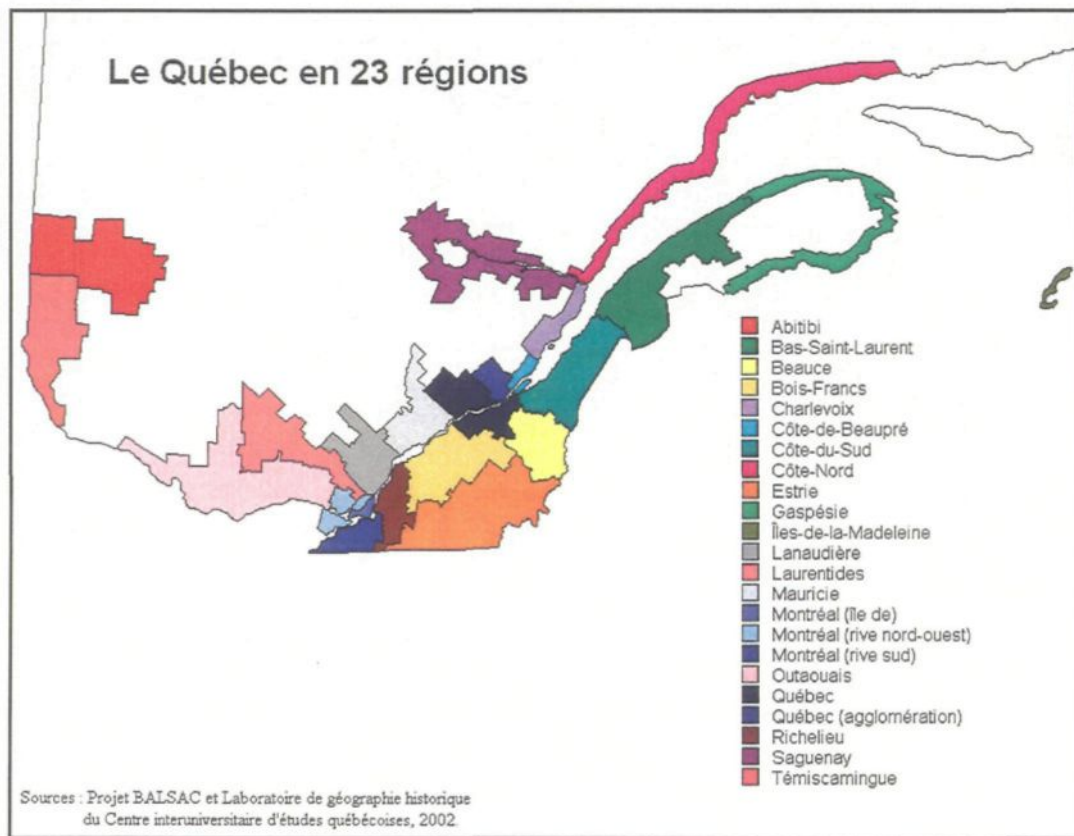 Le Québec en 23 régions
Abitibi
Bas-Saint-Laurent
Beauce
Bois-Francs
Charlevoix
Côte-de-Beaupré
Côte-du-Sud
Côte-Nord
Estrie
Gaspésie
Îles-de-la-Madeleine
Lanaudière
Laurentides
Mauricie
Montréal (île de)
Montréal (rive nord-ouest)
Montréal (rive sud)
Outaouais
Québec
Québec (agglomération)
Richelieu
Saguenay
Témiscamingue
Sources : Projet BALSAC et Laboratoire de géographie historique
du Centre interuniversitaire d'études québécoises, 2002.